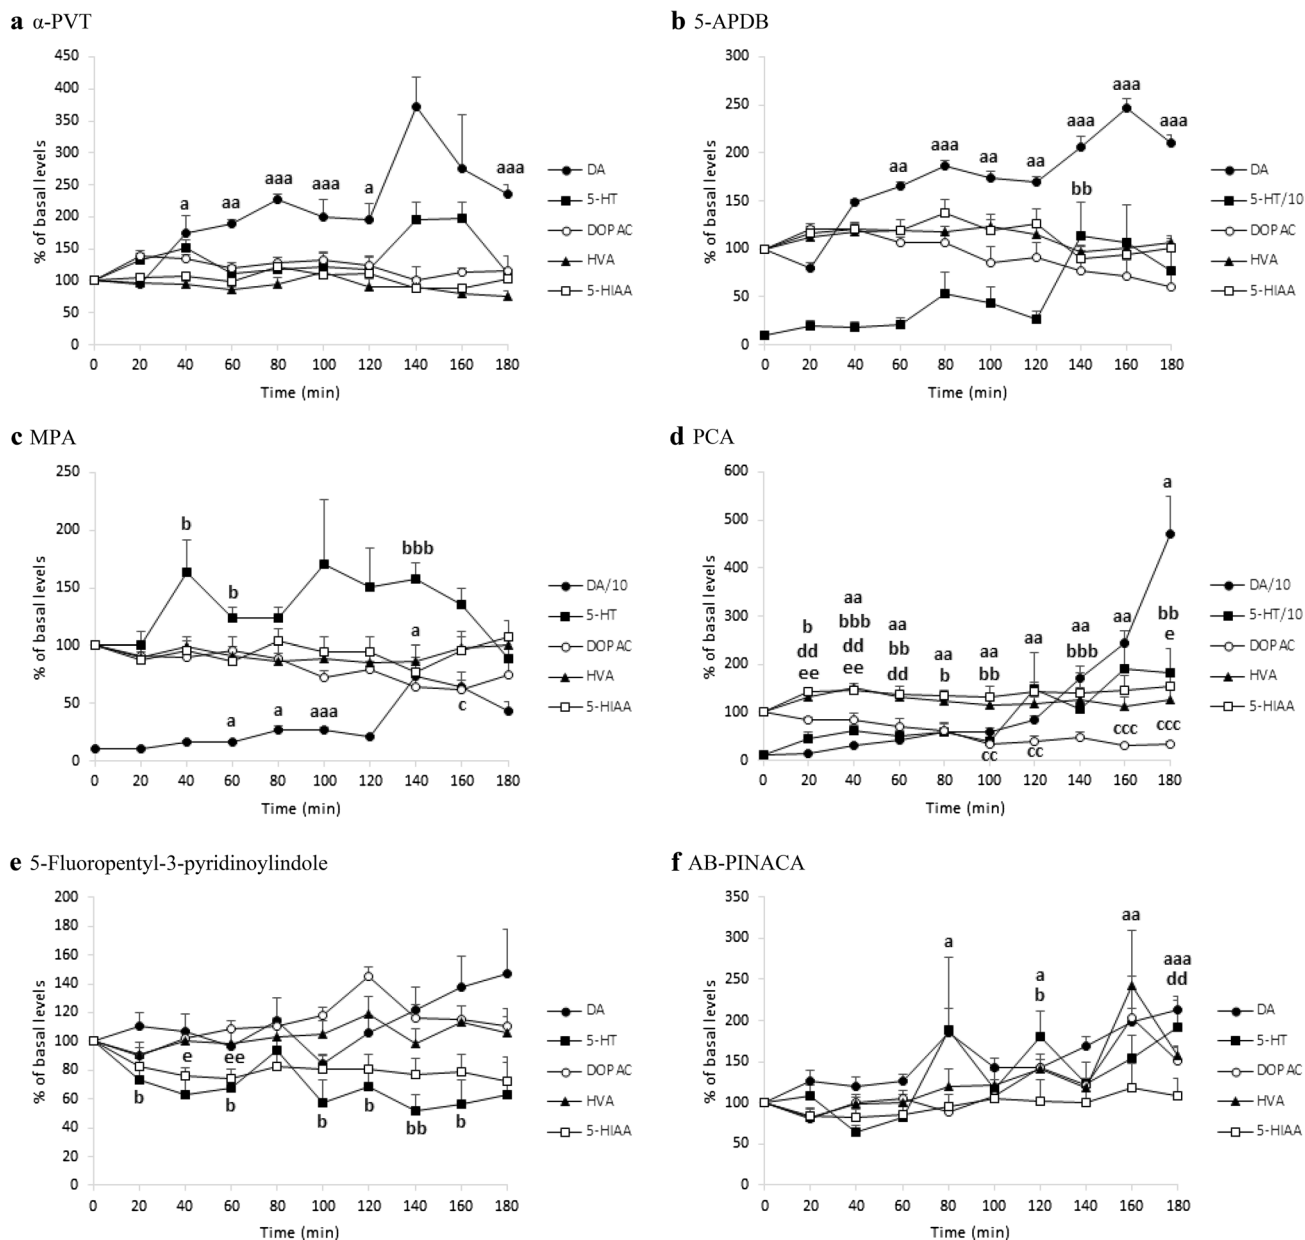 a α-PVT
450
400
350
300
250
200
150
100
50
0
% of basal levels
a
aa
aaa
aaa
a
aaa
0 20 40 60 80 100 120 140 160 180
Time (min)
DA
5-HT
DOPAC
HVA
5-HIAA
b 5-APDB
300
250
200
150
100
50
0
% of basal levels
aa
aaa
aa
aa
aaa
bb
aaa
aaa
0 20 40 60 80 100 120 140 160 180
Time (min)
DA
5-HT/10
DOPAC
HVA
5-HIAA
c MPA
250
200
150
100
50
0
% of basal levels
b
b
bbb
a
a
a
aaa
c
0 20 40 60 80 100 120 140 160 180
Time (min)
DA/10
5-HT
DOPAC
HVA
5-HIAA
d PCA
600
500
400
300
200
100
0
% of basal levels
b
dd
ee
aa
bbb
dd
ee
aa
bb
dd
aa
b
aa
bb
cc
aa
cc
aa
bbb
aa
ccc
a
bb
e
ccc
0 20 40 60 80 100 120 140 160 180
Time (min)
DA/10
5-HT/10
DOPAC
HVA
5-HIAA
e 5-Fluoropentyl-3-pyridinoylindole
200
180
160
140
120
100
80
60
40
20
0
% of basal levels
e
ee
b
b
b
b
bb
b
0 20 40 60 80 100 120 140 160 180
Time (min)
DA
5-HT
DOPAC
HVA
5-HIAA
f AB-PINACA
350
300
250
200
150
100
50
0
% of basal levels
a
a
b
aa
aaa
dd
0 20 40 60 80 100 120 140 160 180
Time (min)
DA
5-HT
DOPAC
HVA
5-HIAA